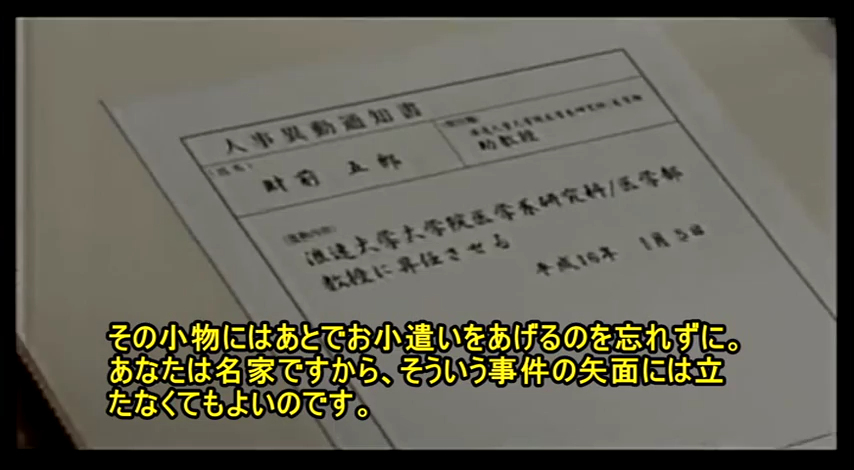 人事異動通知書
財前 五郎
助教授
浪速大学大学院医学系研究科/医学部
教授に昇任させる
平成16年 1月5日
その小物にはあとでお小遣いをあげるのを忘れずに。
あなたは名家ですから、そういう事件の矢面には立
たなくてもよいのです。